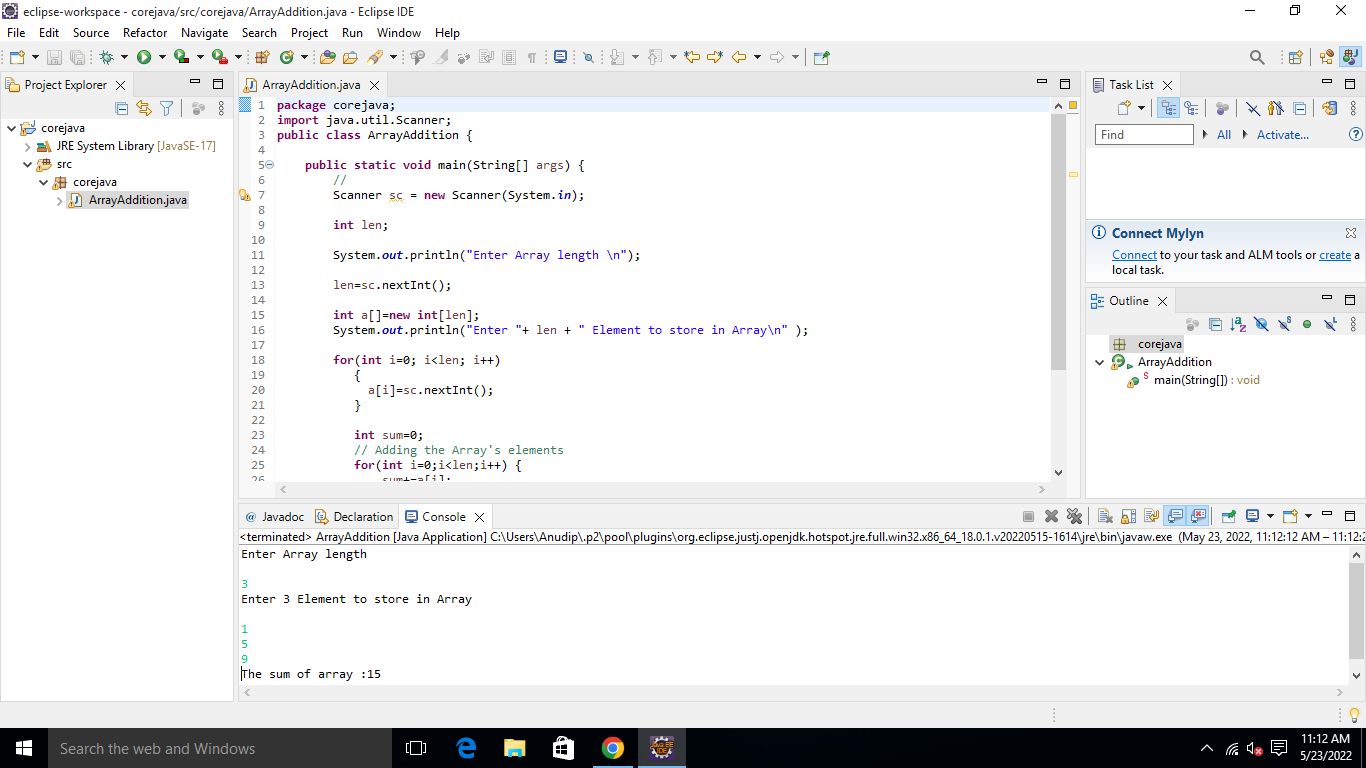 eclipse-workspace - corejava/src/corejava/ArrayAddition.java - Eclipse IDE
File Edit Source Refactor Navigate Search Project Run Window Help
Project Explorer
corejava
JRE System Library [JavaSE-17]
src
corejava
ArrayAddition.java
ArrayAddition.java
1 package corejava;
2 import java.util.Scanner;
3 public class ArrayAddition {
4
5 public static void main(String[] args) {
6 //
7 Scanner sc = new Scanner(System.in);
8
9 int len;
10
11 System.out.println("Enter Array length \n");
12
13 len=sc.nextInt();
14
15 int a[]=new int[len];
16 System.out.println("Enter "+ len + " Element to store in Array\n" );
17
18 for(int i=0; i<len; i++)
19 {
20 a[i]=sc.nextInt();
21 }
22
23 int sum=0;
24 // Adding the Array's elements
25 for(int i=0;i<len;i++) {
26 sum+=a[i];
Task List
Find All Activate...
Connect Mylyn
Connect to your task and ALM tools or create a
local task.
Outline
corejava
ArrayAddition
main(String[]) : void
@ Javadoc Declaration Console
<terminated> ArrayAddition [Java Application] C:\Users\Anudip\.p2\pool\plugins\org.eclipse.justj.openjdk.hotspot.jre.full.win32.x86_64_18.0.1.v20220515-1614\jre\bin\javaw.exe (May 23, 2022, 11:12:12 AM – 11:12:2
Enter Array length
3
Enter 3 Element to store in Array
1
5
9
The sum of array :15
Search the web and Windows
11:12 AM
5/23/2022